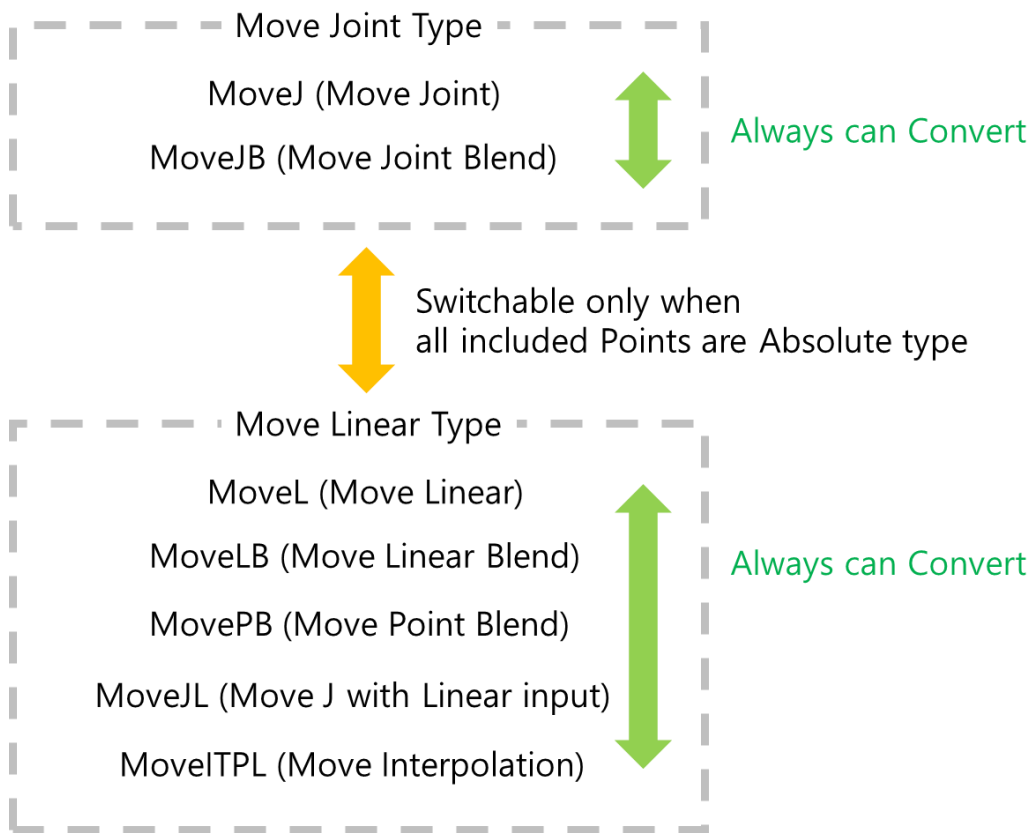 Move Joint Type
MoveJ (Move Joint)
MoveJB (Move Joint Blend)
Always can Convert
Switchable only when
all included Points are Absolute type
Move Linear Type
MoveL (Move Linear)
MoveLB (Move Linear Blend)
MovePB (Move Point Blend)
MoveJL (Move J with Linear input)
MoveITPL (Move Interpolation)
Always can Convert